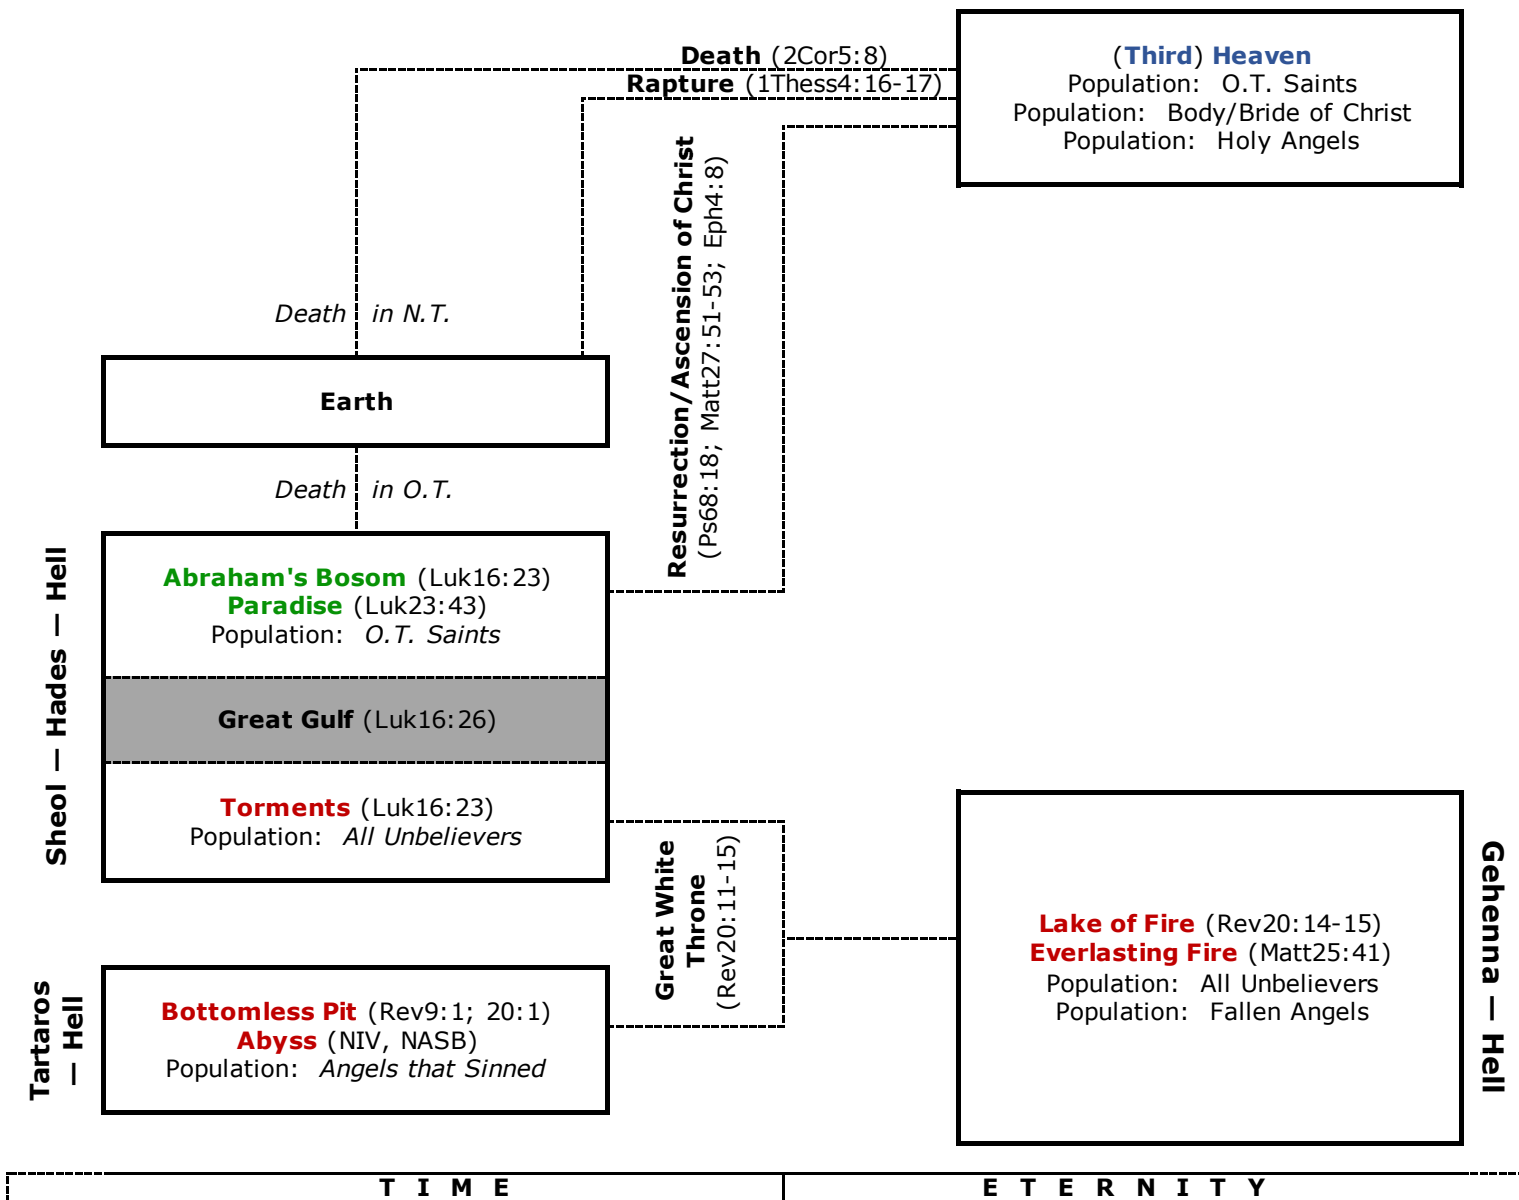 Death (2Cor5:8)
Rapture (1Thess4:16-17)
(Third) Heaven
Population: O.T. Saints
Population: Body/Bride of Christ
Population: Holy Angels
Resurrection/Ascension of Christ
(Ps68:18; Matt27:51-53; Eph4:8)
Death in N.T.
Earth
Death in O.T.
Sheol — Hades — Hell
Abraham's Bosom (Luk16:23)
Paradise (Luk23:43)
Population: O.T. Saints
Great Gulf (Luk16:26)
Torments (Luk16:23)
Population: All Unbelievers
Great White
Throne
(Rev20:11-15)
Tartaros
— Hell
Bottomless Pit (Rev9:1; 20:1)
Abyss (NIV, NASB)
Population: Angels that Sinned
Lake of Fire (Rev20:14-15)
Everlasting Fire (Matt25:41)
Population: All Unbelievers
Population: Fallen Angels
Gehenna — Hell
T I M E
E T E R N I T Y